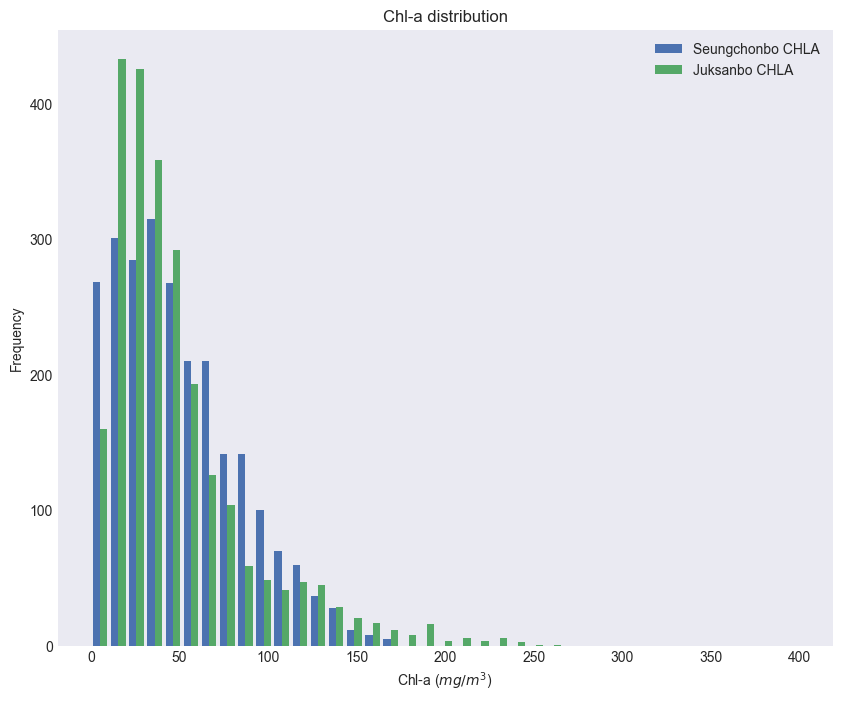 Chl-a distribution
Seungchonbo CHLA
Juksanbo CHLA
Frequency
400
300
200
100
0
0 50 100 150 200 250 300 350 400
Chl-a (mg/m³)